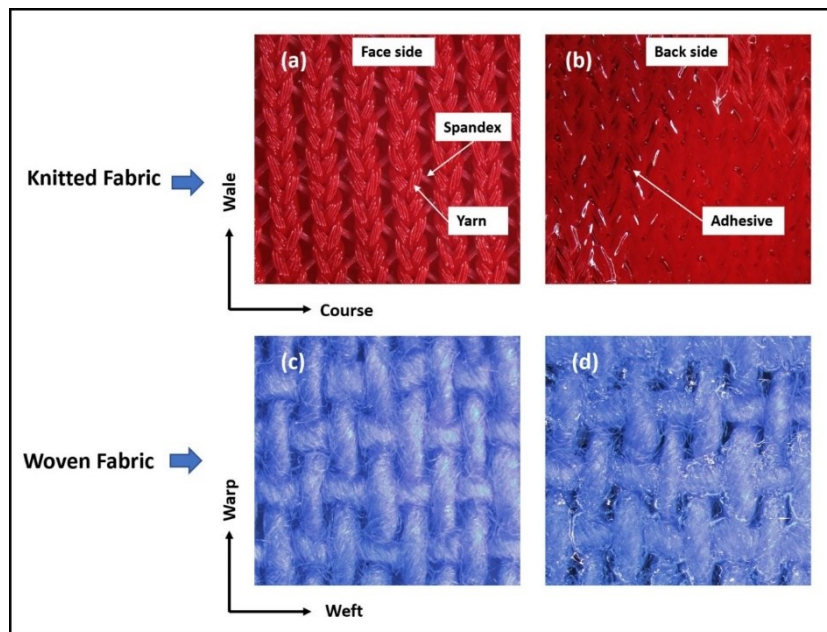 (a)
Face side
(b)
Back side
Spandex
Yarn
Adhesive
Knitted Fabric
Wale
Course
(c)
(d)
Woven Fabric
Warp
Weft